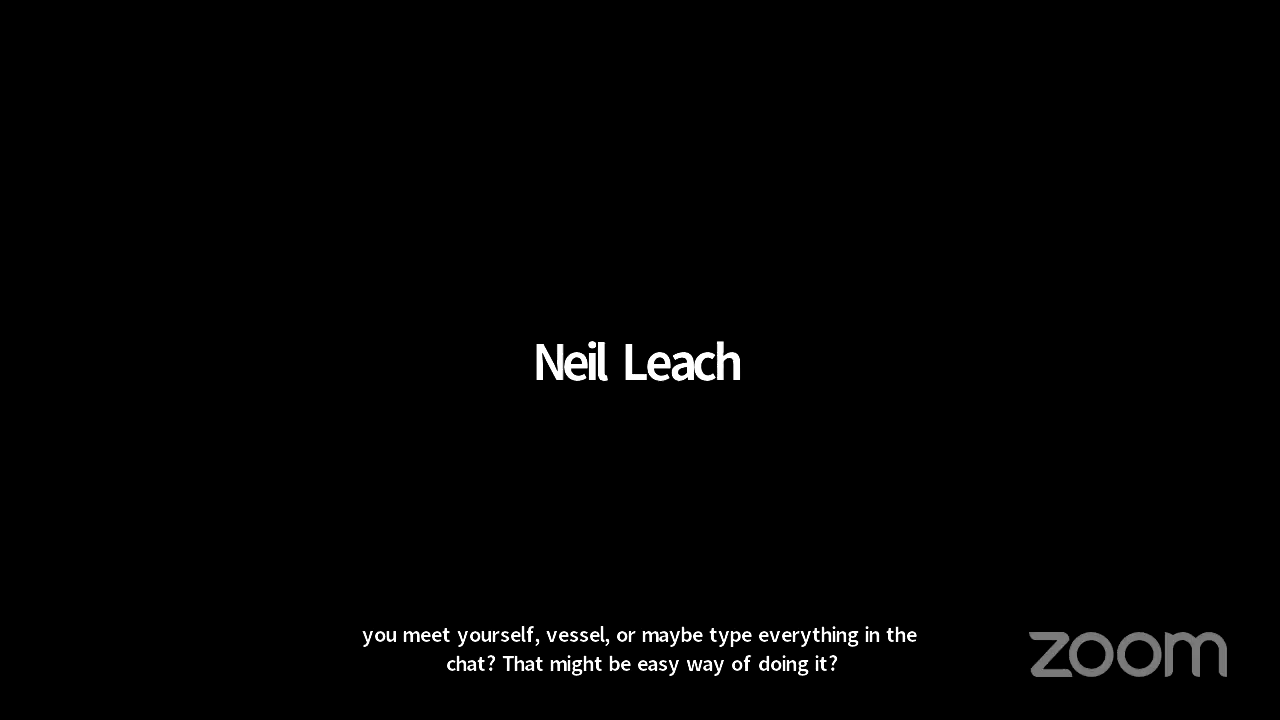 Neil Leach
you meet yourself, vessel, or maybe type everything in the
chat? That might be easy way of doing it?
zoom